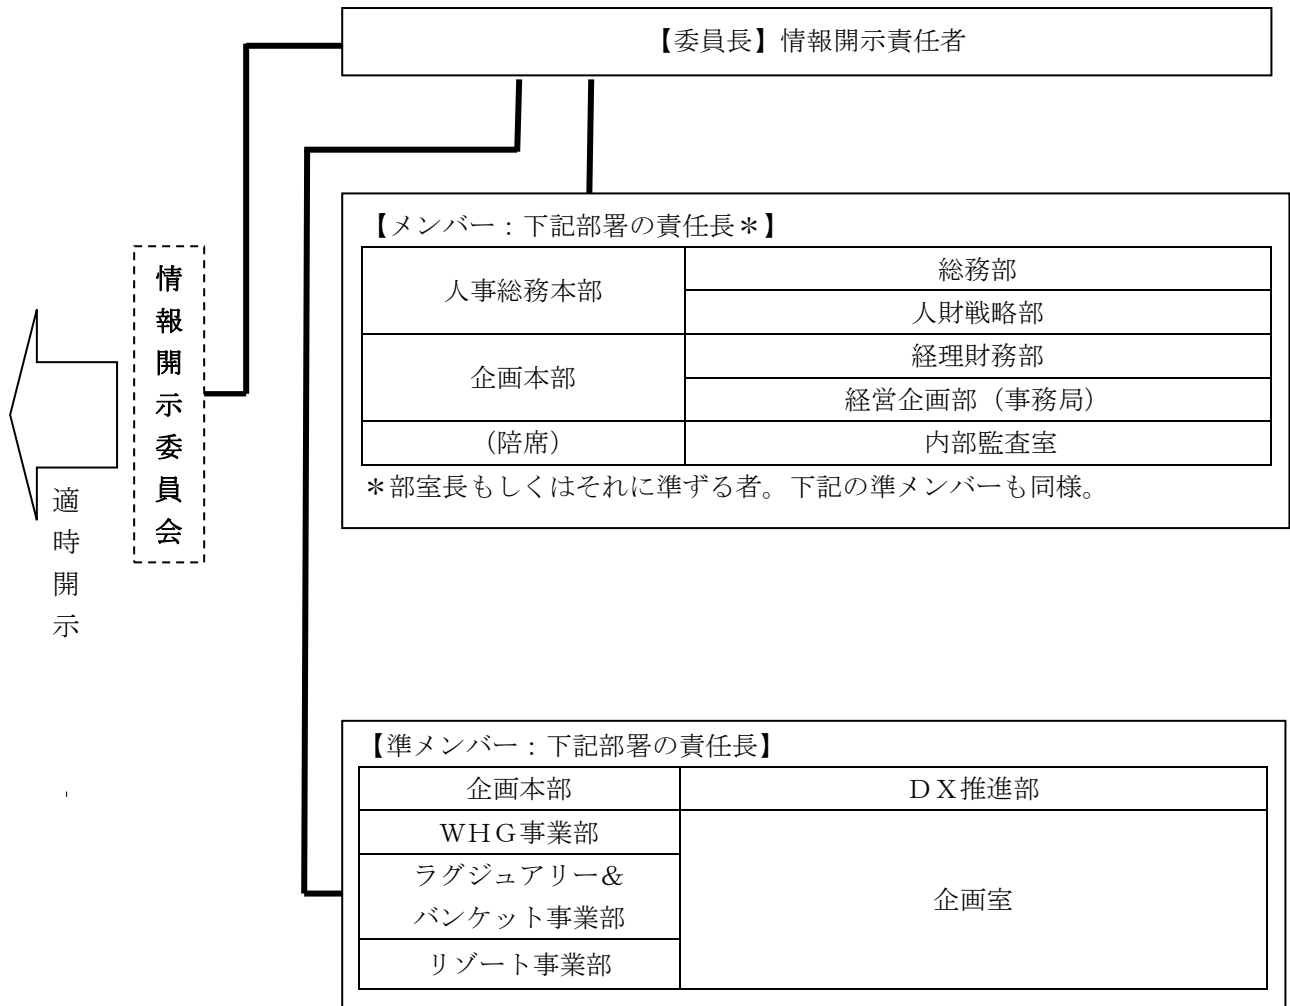 【委員長】情報開示責任者
【メンバー：下記部署の責任長＊】
人事総務本部
総務部
人財戦略部
企画本部
経理財務部
経営企画部（事務局）
（陪席）
内部監査室
＊部室長もしくはそれに準ずる者。下記の準メンバーも同様。
情報開示委員会
適時開示
【準メンバー：下記部署の責任長】
企画本部
ＤＸ推進部
ＷＨＧ事業部
ラグジュアリー＆
バンケット事業部
リゾート事業部
企画室